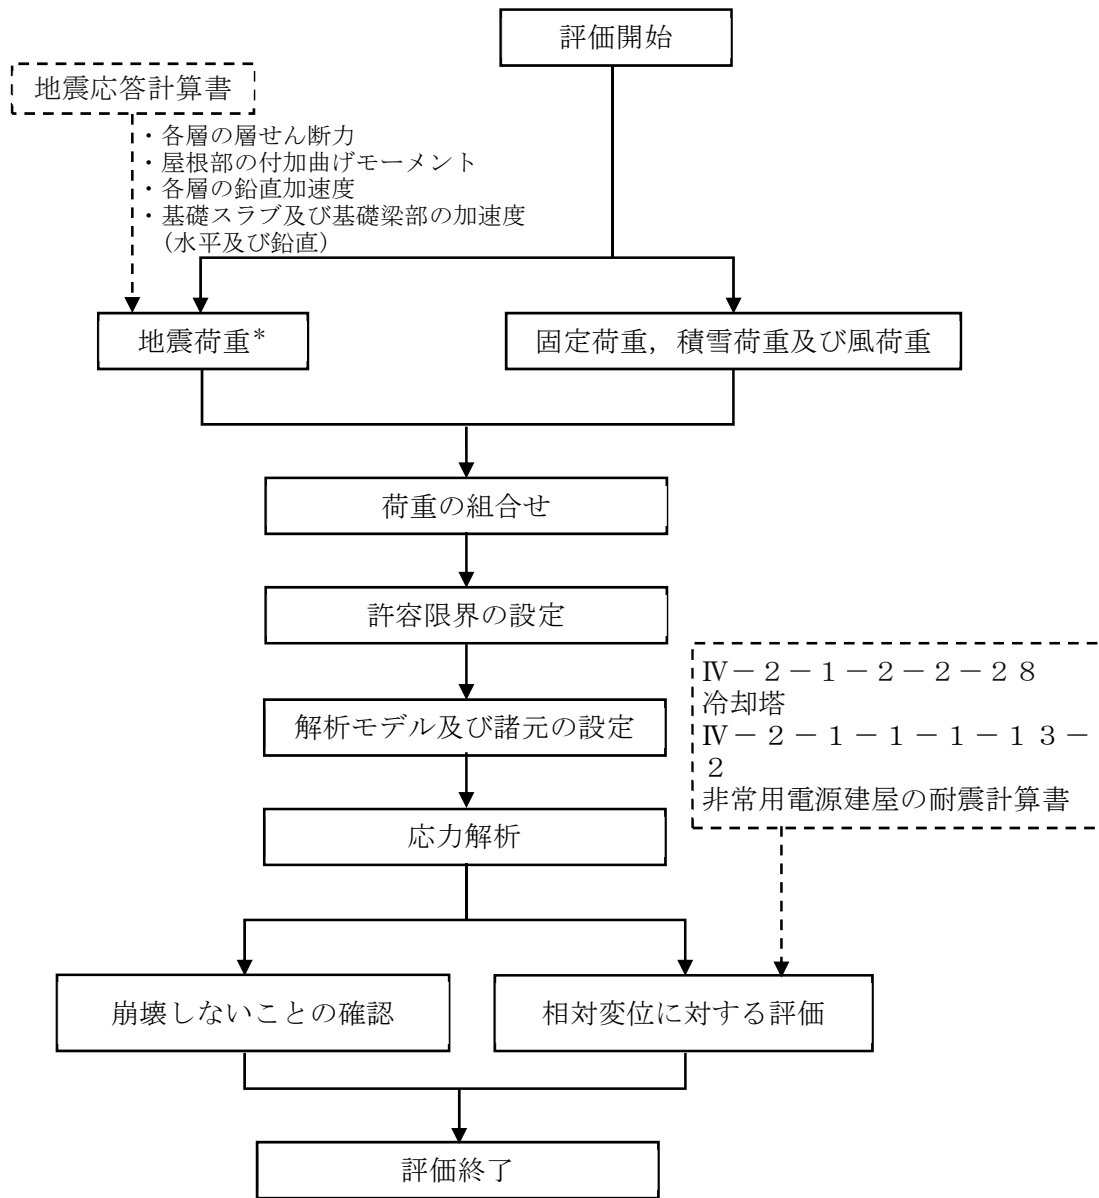 評価開始
地震応答計算書
・各層の層せん断力
・屋根部の付加曲げモーメント
・各層の鉛直加速度
・基礎スラブ及び基礎梁部の加速度
(水平及び鉛直)
地震荷重*
固定荷重，積雪荷重及び風荷重
荷重の組合せ
許容限界の設定
解析モデル及び諸元の設定
Ⅳ－２－１－２－２－２８
冷却塔
Ⅳ－２－１－１－１－１３－
２
非常用電源建屋の耐震計算書
応力解析
崩壊しないことの確認
相対変位に対する評価
評価終了